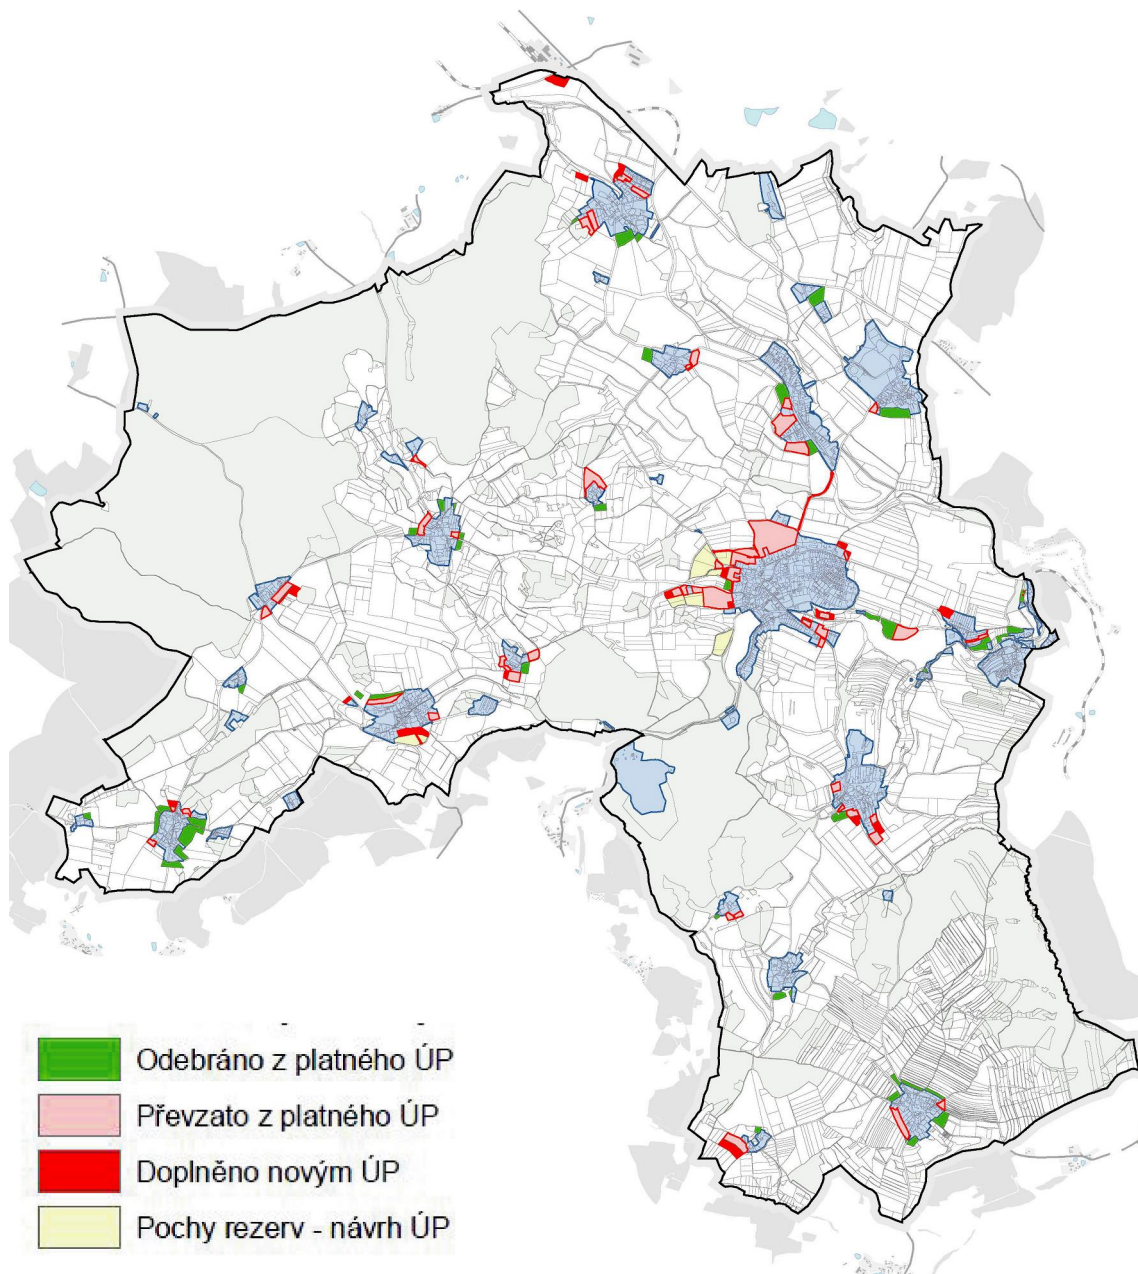 Odebráno z platného ÚP
Převzato z platného ÚP
Doplněno novým ÚP
Pochy rezerv - návrh ÚP